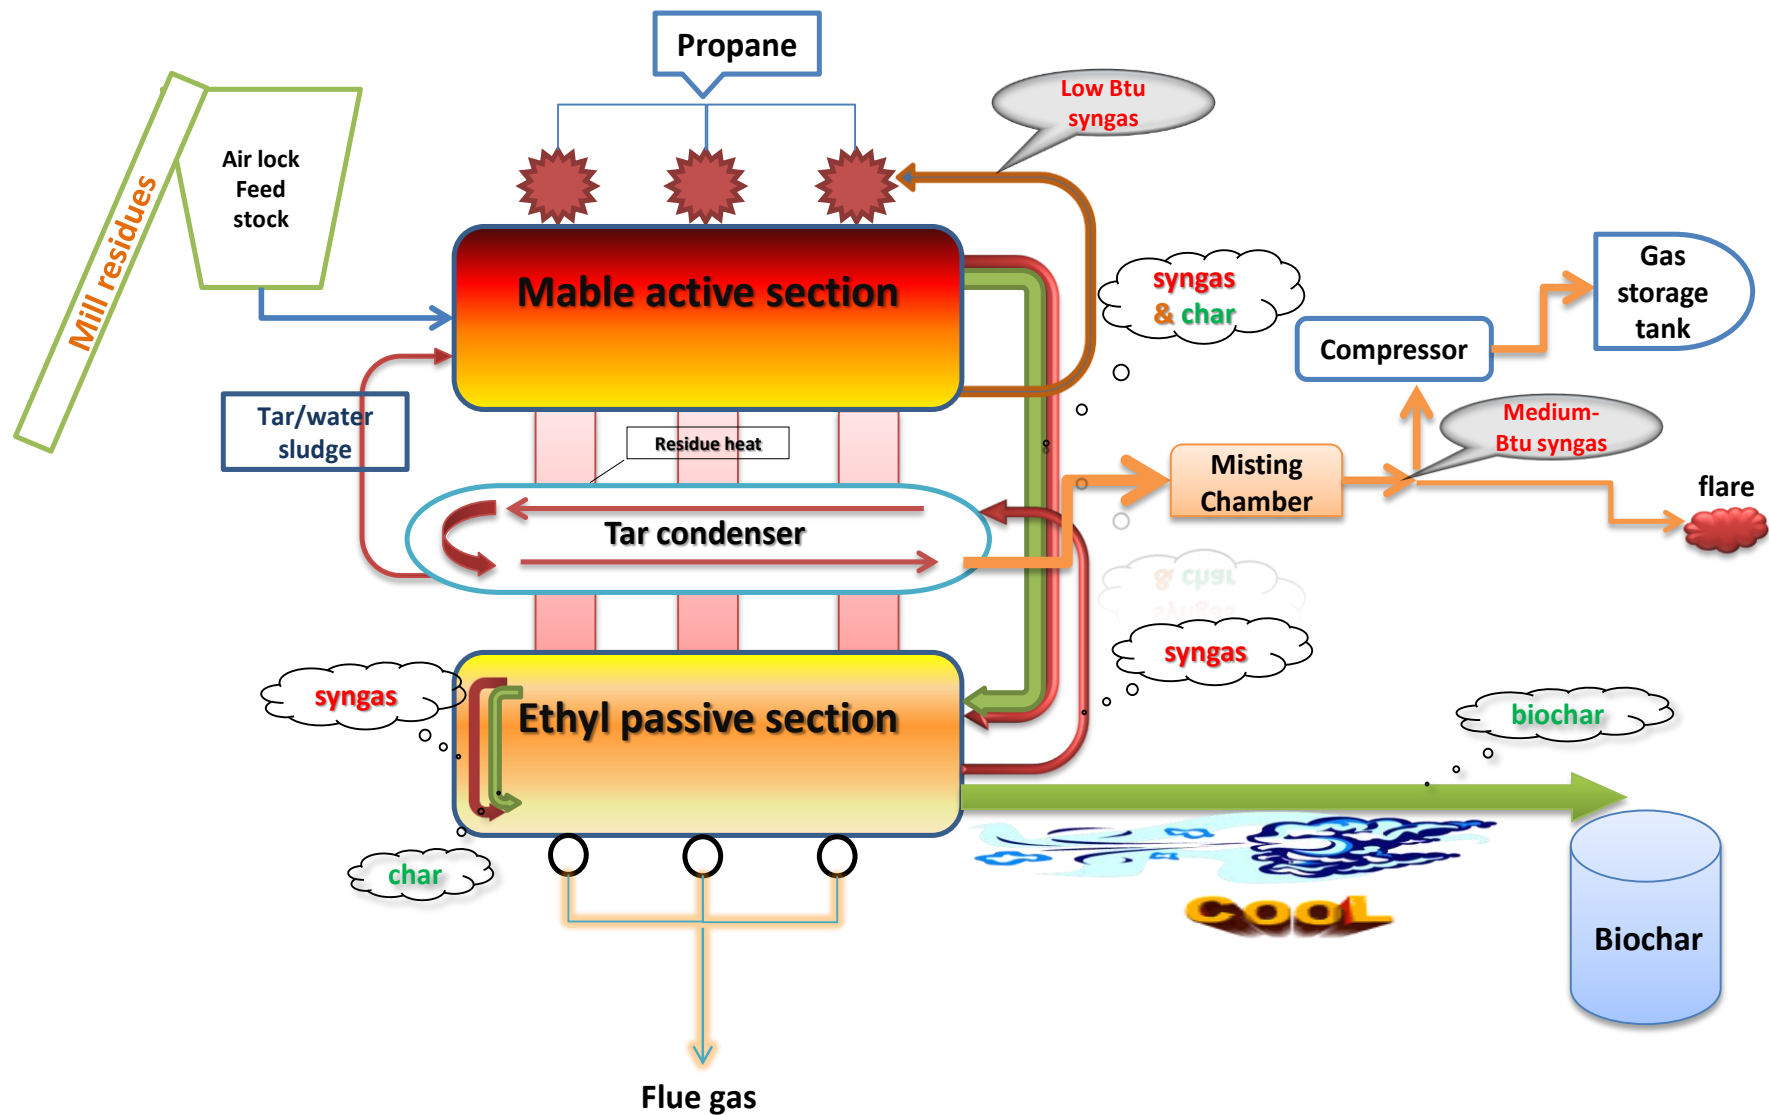 Propane
Low Btu
syngas
Mill residues
Air lock
Feed
stock
Mable active section
syngas
& char
Gas
storage
tank
Compressor
Tar/water
sludge
Residue heat
Medium-
Btu syngas
Misting
Chamber
flare
Tar condenser
& char
syngas
syngas
syngas
Ethyl passive section
biochar
char
COOL
Biochar
Flue gas